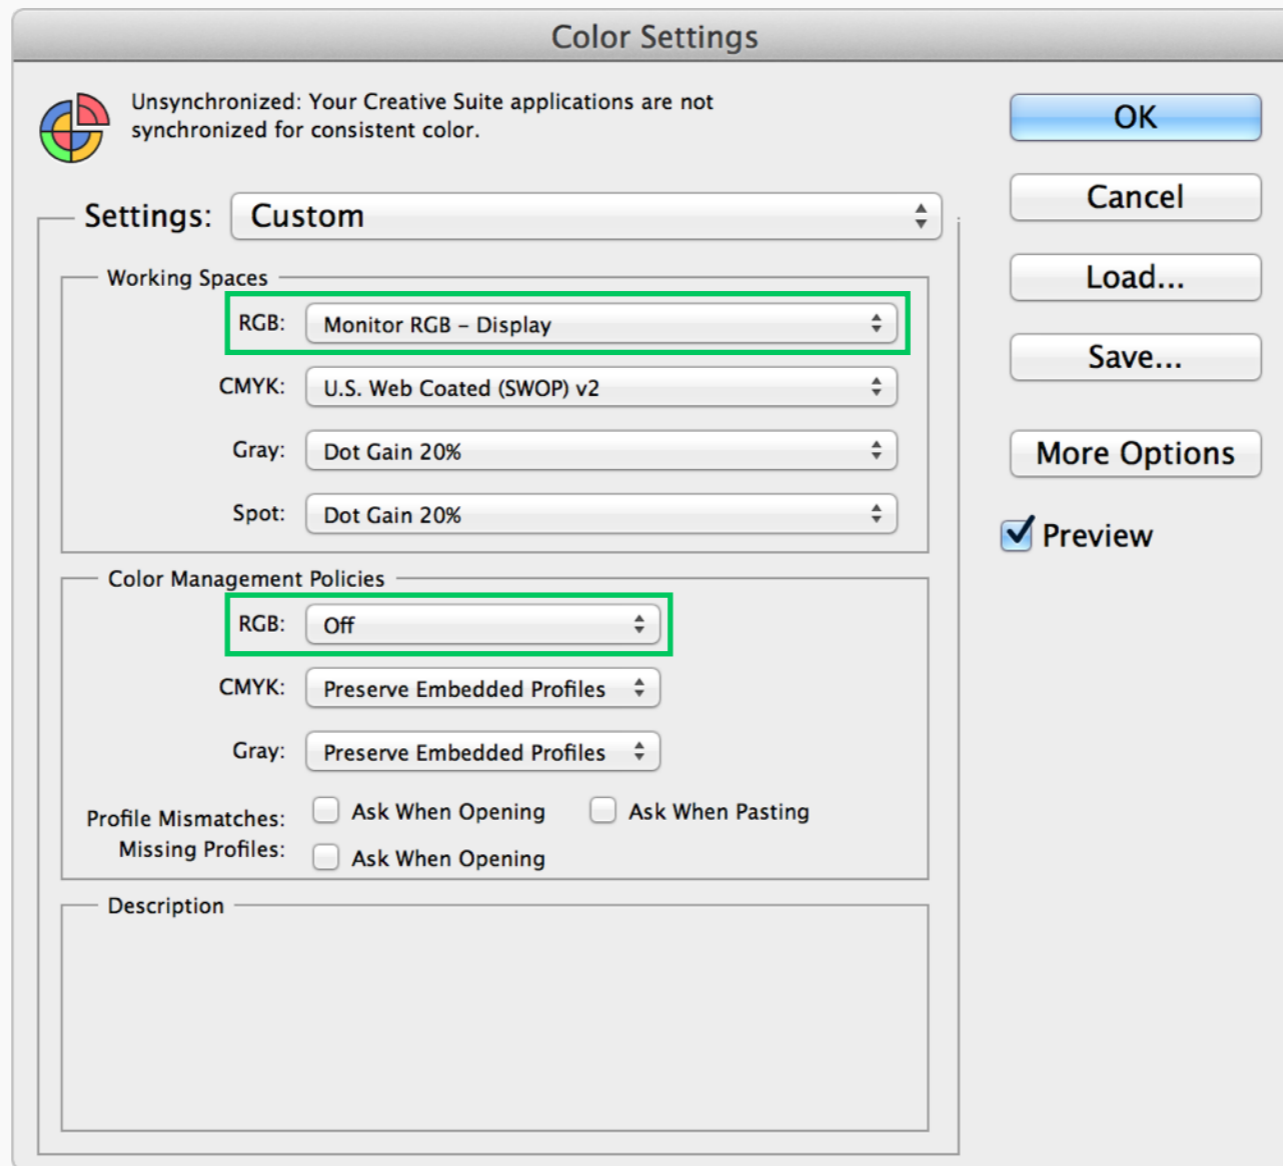 Color Settings
Unsynchronized: Your Creative Suite applications are not
synchronized for consistent color.
OK
Cancel
Load...
Save...
More Options
Preview
Settings: Custom
Working Spaces
RGB: Monitor RGB – Display
CMYK: U.S. Web Coated (SWOP) v2
Gray: Dot Gain 20%
Spot: Dot Gain 20%
Color Management Policies
RGB: Off
CMYK: Preserve Embedded Profiles
Gray: Preserve Embedded Profiles
Profile Mismatches: Ask When Opening Ask When Pasting
Missing Profiles: Ask When Opening
Description